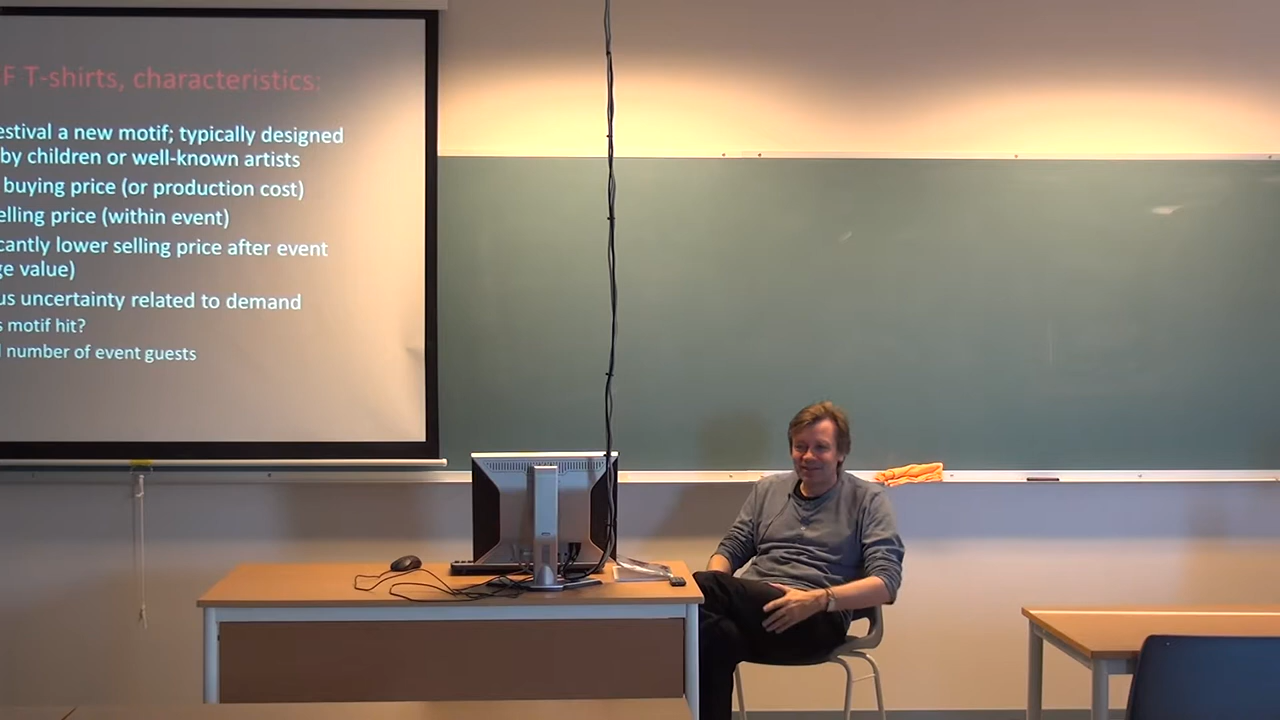 F T-shirts, characteristics:
estival a new motif; typically designed
by children or well-known artists
buying price (or production cost)
elling price (within event)
cantly lower selling price after event
ge value)
us uncertainty related to demand
s motif hit?
l number of event guests